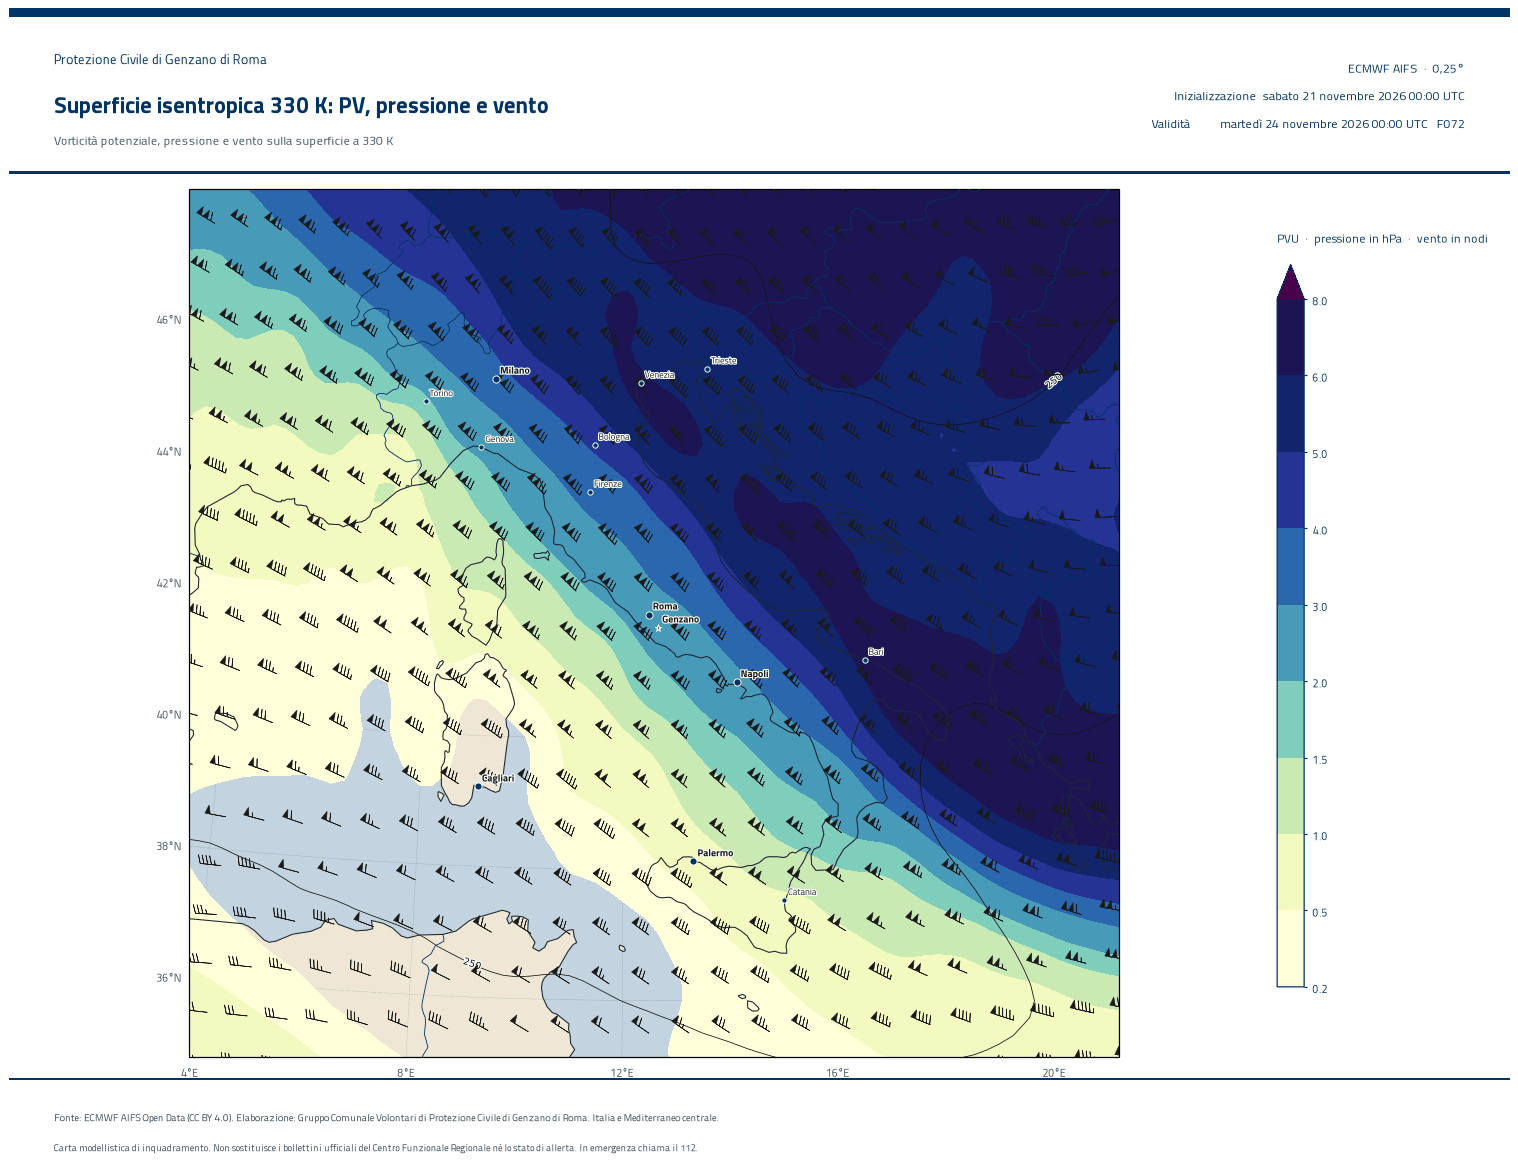 Protezione Civile di Genzano di Roma
Superficie isentropica 330 K: PV, pressione e vento
Vorticità potenziale, pressione e vento sulla superficie a 330 K
ECMWF AIFS · 0,25°
Inizializzazione sabato 21 novembre 2026 00:00 UTC
Validità martedì 24 novembre 2026 00:00 UTC F072
PVU · pressione in hPa · vento in nodi
8.0
6.0
5.0
4.0
3.0
2.0
1.5
1.0
0.5
0.2
46°N
44°N
42°N
40°N
38°N
36°N
4°E
8°E
12°E
16°E
20°E
Trieste
Venezia
Milano
Torino
Genova
Bologna
Firenze
Roma
Genzano
Bari
Napoli
Cagliari
Palermo
Catania
250
250
Fonte: ECMWF AIFS Open Data (CC BY 4.0). Elaborazione: Gruppo Comunale Volontari di Protezione Civile di Genzano di Roma. Italia e Mediterraneo centrale.
Carta modellistica di inquadramento. Non sostituisce i bollettini ufficiali del Centro Funzionale Regionale né lo stato di allerta. In emergenza chiama il 112.